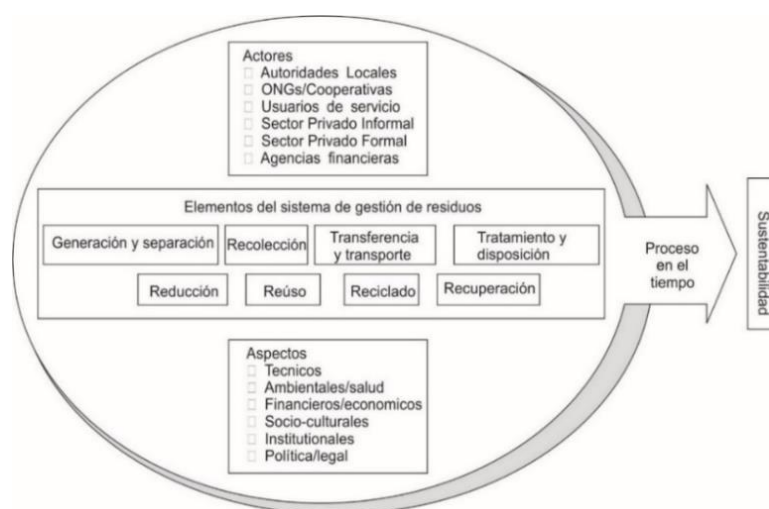 Actores
Autoridades Locales
ONGs/Cooperativas
Usuarios de servicio
Sector Privado Informal
Sector Privado Formal
Agencias financieras
Elementos del sistema de gestión de residuos
Generación y separación
Recolección
Transferencia
y transporte
Tratamiento y
disposición
Reducción
Reúso
Reciclado
Recuperación
Aspectos
Tecnicos
Ambientales/salud
Financieros/economicos
Socio-culturales
Institutionales
Política/legal
Proceso
en el
tiempo
Sustentabilidad